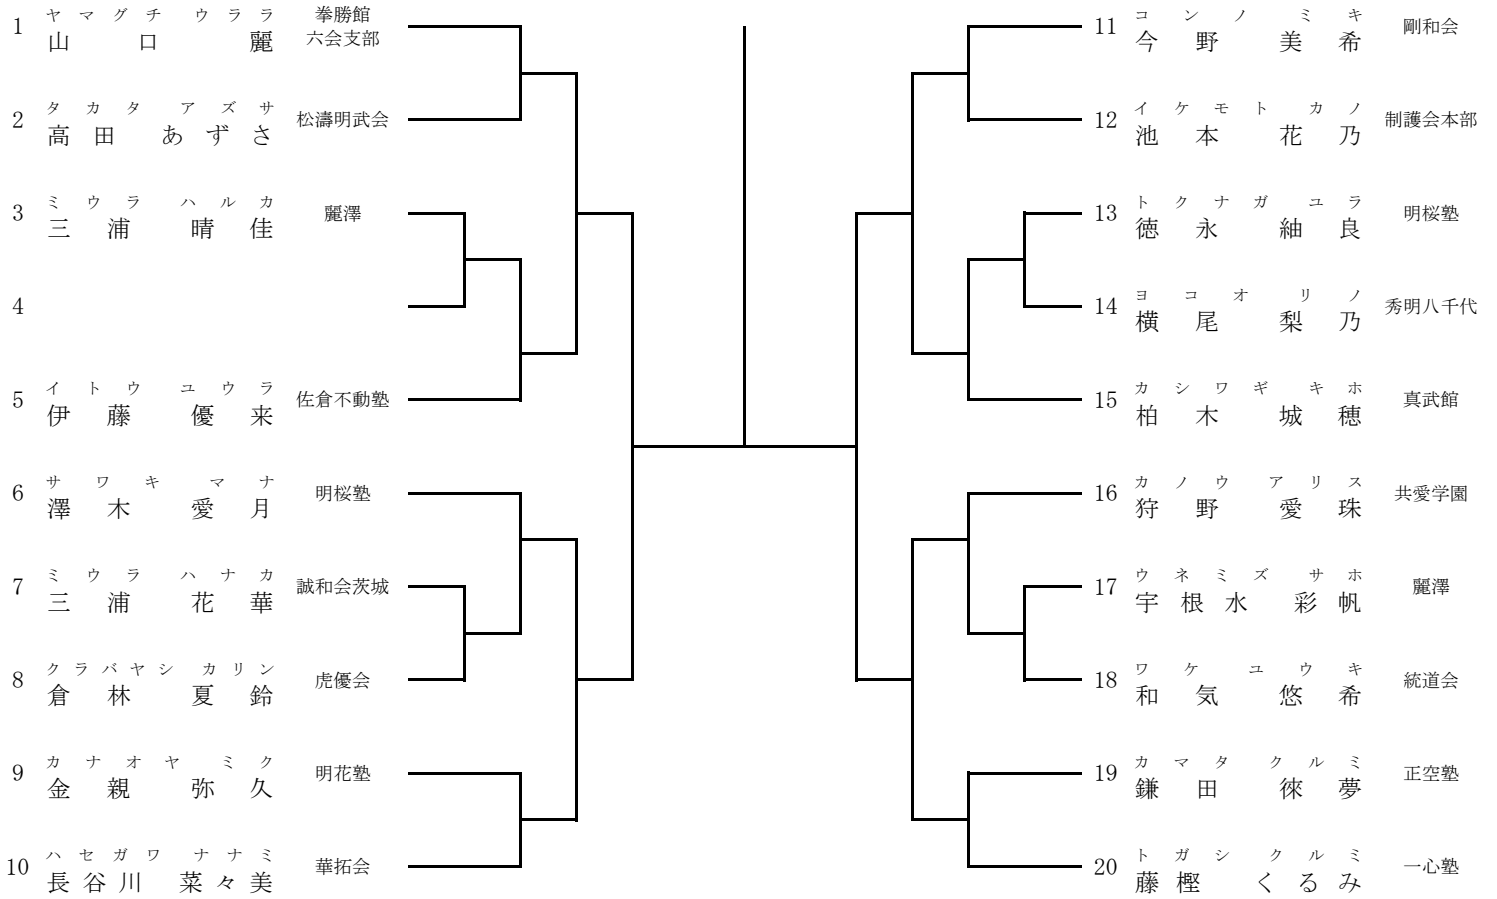 ヤマグチ ウララ
1 山口 麗 拳勝館 六会支部
タカタ アズサ
2 高田 あずさ 松濤明武会
ミウラ ハルカ
3 三浦 晴佳 麗澤
4
イトウ ユウラ
5 伊藤 優来 佐倉不動塾
サワキ マナ
6 澤木 愛月 明桜塾
ミウラ ハナカ
7 三浦 花華 誠和会茨城
クラバヤシ カリン
8 倉林 夏鈴 虎優会
カナオヤ ミク
9 金親 弥久 明花塾
ハセガワ ナナミ
10 長谷川 菜々美 華拓会
コンノ ミキ
11 今野 美希 剛和会
イケモト カノ
12 池本 花乃 制護会本部
トクナガ ユラ
13 徳永 紬良 明桜塾
ヨコオ リノ
14 横尾 梨乃 秀明八千代
カシワギ キホ
15 柏木 城穂 真武館
カノウ アリス
16 狩野 愛珠 共愛学園
ウネミズ サホ
17 宇根水 彩帆 麗澤
ワケ ユウキ
18 和気 悠希 統道会
カマタ クルミ
19 鎌田 徠夢 正空塾
トガシ クルミ
20 藤樫 くるみ 一心塾